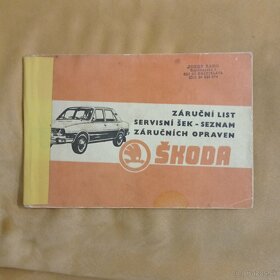 ZÁRUČNÍ LIST
SERVISNÍ ŠEK - SEZNAM
ZÁRUČNÍCH OPRAVEN
ŠKODA